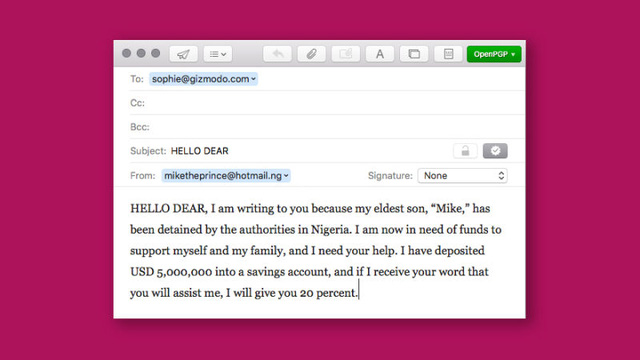 OpenPGP
To: sophie@gizmodo.com
Cc:
Bcc:
Subject: HELLO DEAR
From: miketheprince@hotmail.ng Signature: None
HELLO DEAR, I am writing to you because my eldest son, “Mike,” has
been detained by the authorities in Nigeria. I am now in need of funds to
support myself and my family, and I need your help. I have deposited
USD 5,000,000 into a savings account, and if I receive your word that
you will assist me, I will give you 20 percent.